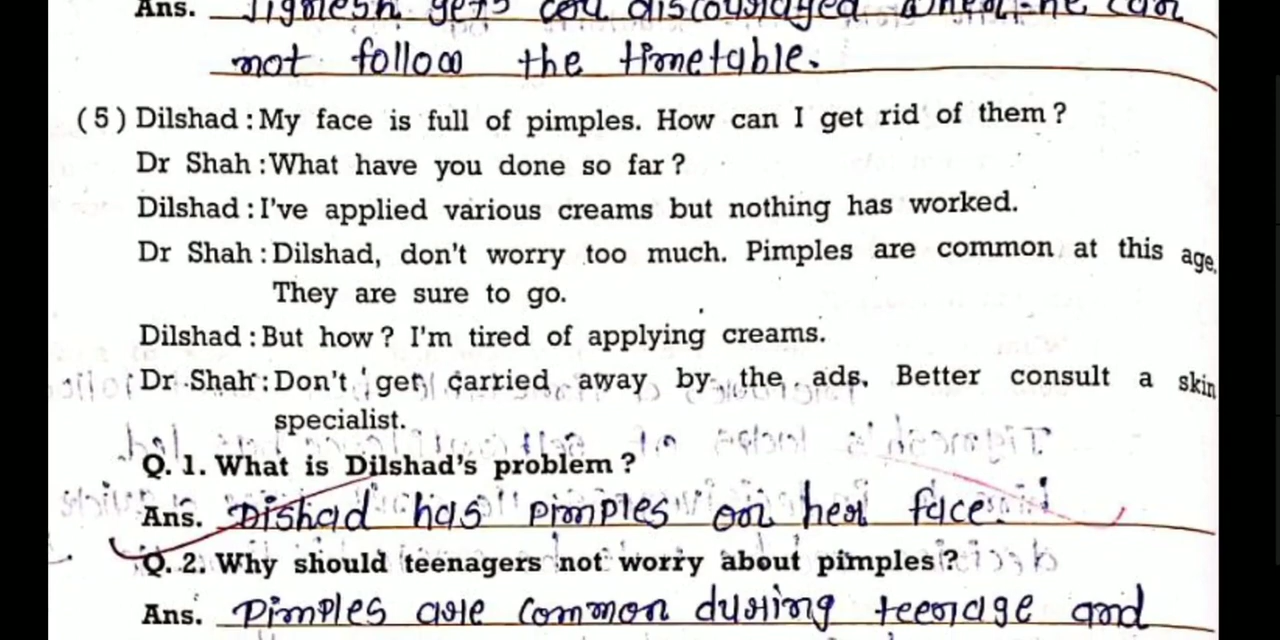 Ans. Jignesh gets
not follow the timetable.
(5) Dilshad : My face is full of pimples. How can I get rid of them ?
Dr Shah : What have you done so far ?
Dilshad : I've applied various creams but nothing has worked.
Dr Shah : Dilshad, don't worry too much. Pimples are common at this age.
They are sure to go.
Dilshad : But how ? I'm tired of applying creams.
Dr Shah : Don't get carried away by the ads. Better consult a skin
specialist.
Q. 1. What is Dilshad's problem ?
Ans. Dishad has pimples on her face.
Q. 2. Why should teenagers not worry about pimples ?
Ans. Pimples are common during teenage and